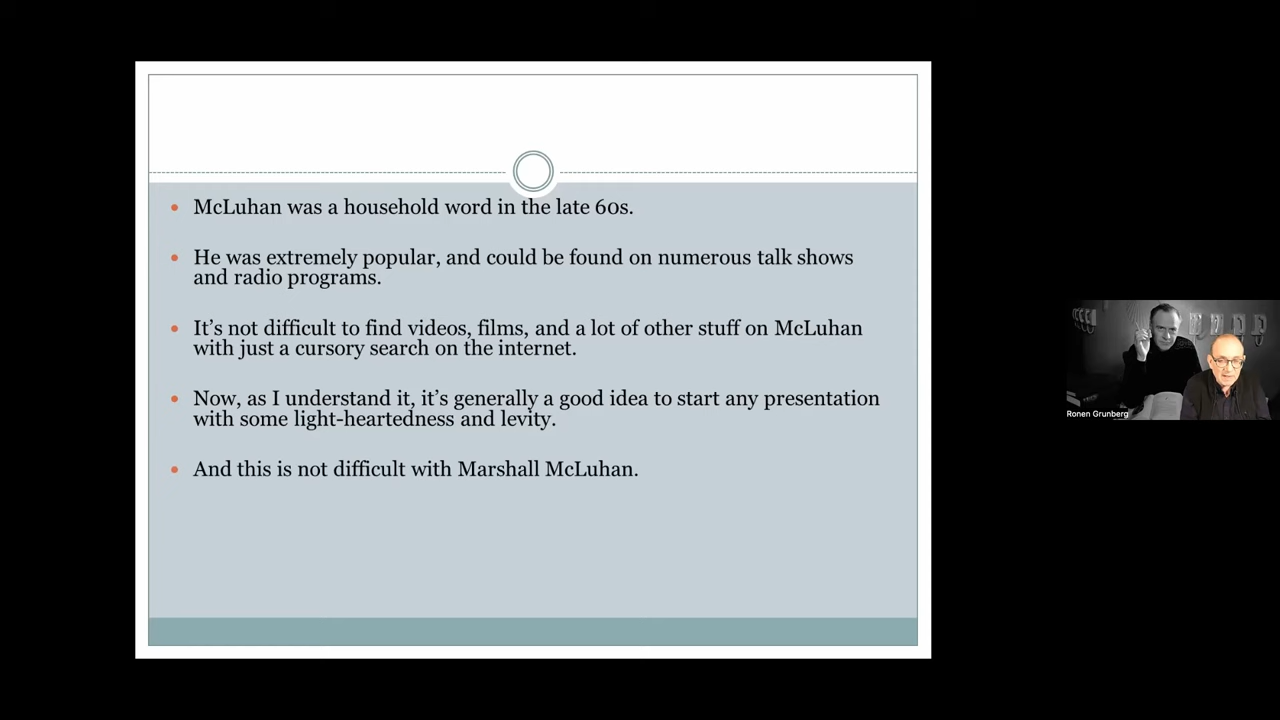 McLuhan was a household word in the late 60s.
He was extremely popular, and could be found on numerous talk shows
and radio programs.
It’s not difficult to find videos, films, and a lot of other stuff on McLuhan
with just a cursory search on the internet.
Now, as I understand it, it’s generally a good idea to start any presentation
with some light-heartedness and levity.
And this is not difficult with Marshall McLuhan.
Ronen Grunberg